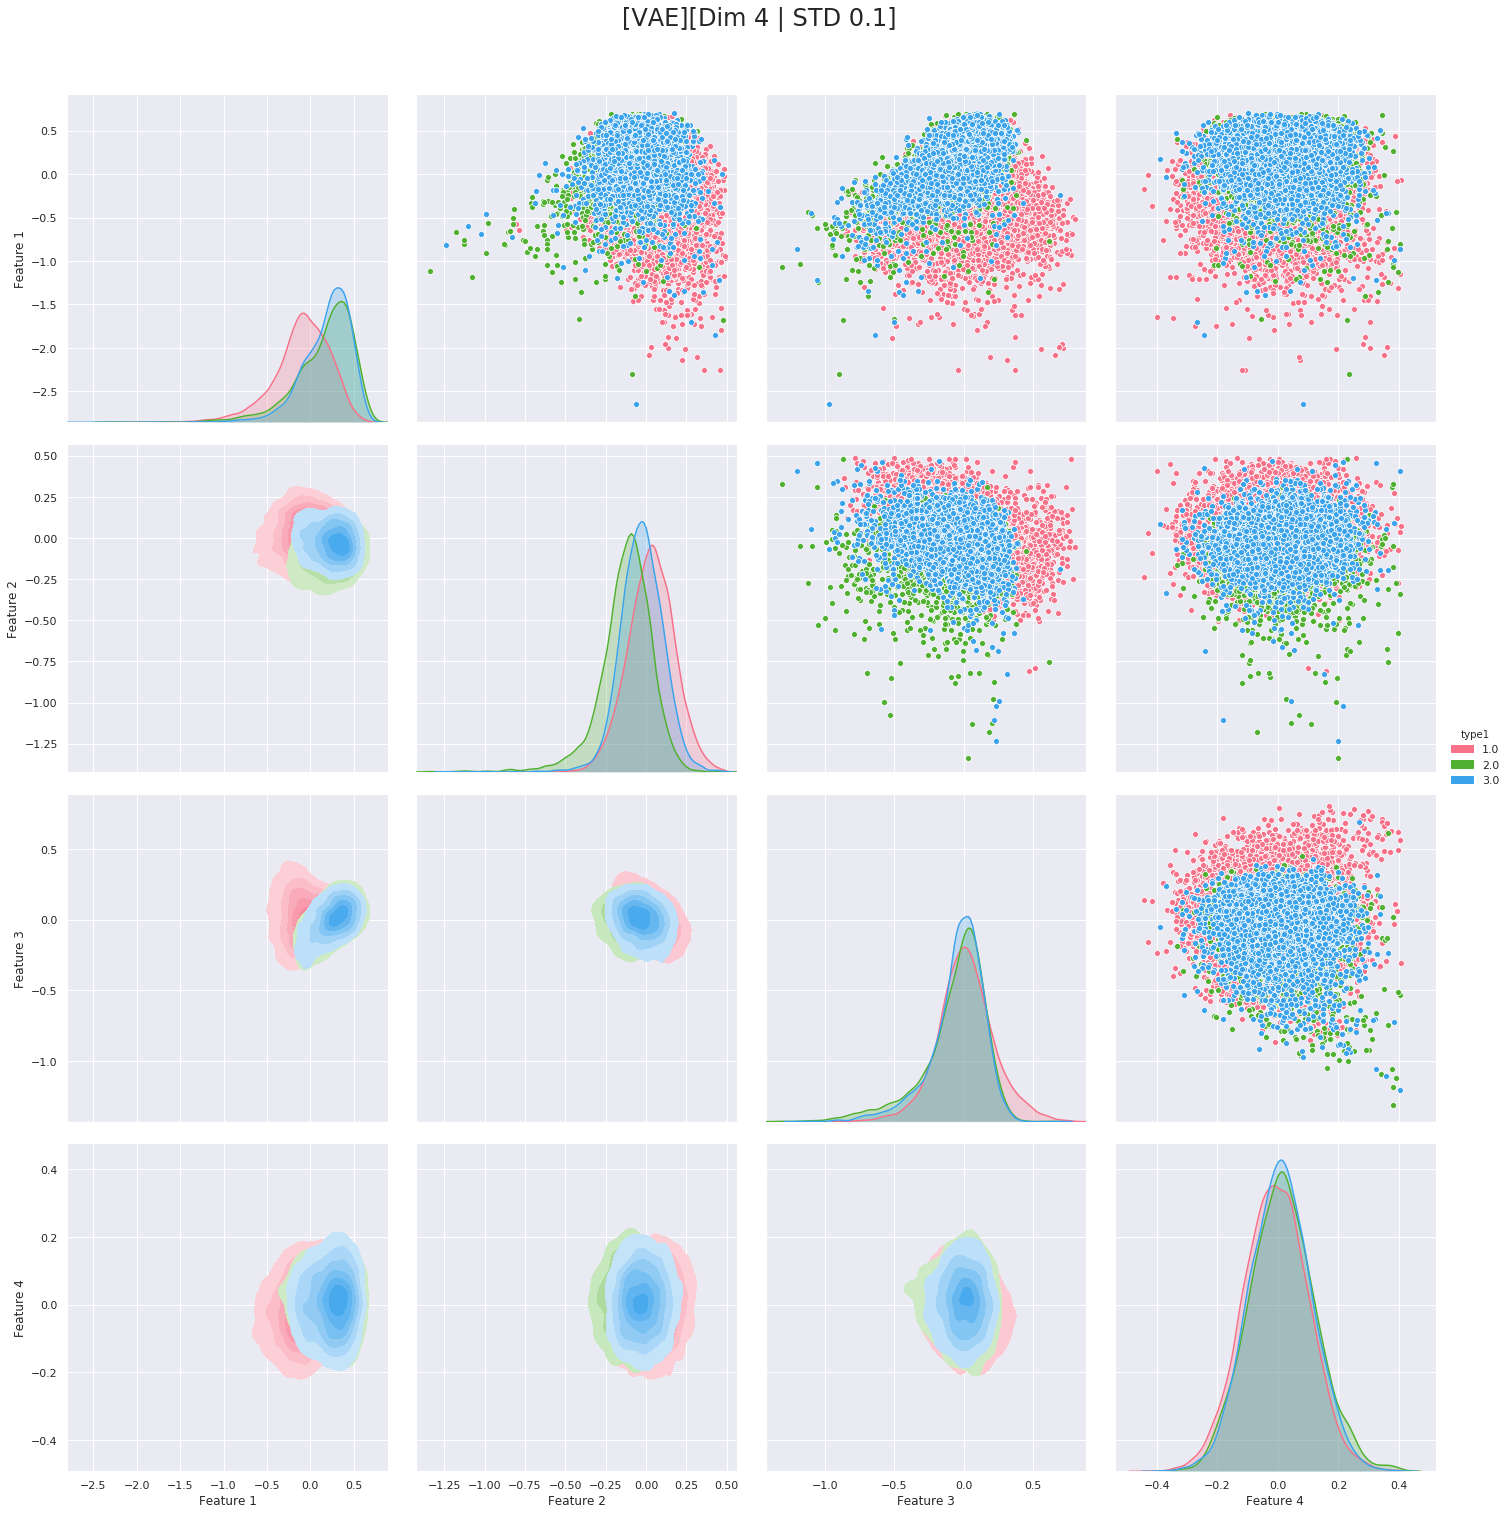 [VAE][Dim 4 | STD 0.1]
0.5
0.0
−0.5
−1.0
−1.5
−2.0
−2.5
Feature 1
0.50
0.25
0.00
−0.25
−0.50
−0.75
−1.00
−1.25
Feature 2
type1
1.0
2.0
3.0
0.5
0.0
−0.5
−1.0
Feature 3
0.4
0.2
0.0
−0.2
−0.4
Feature 4
−2.5 −2.0 −1.5 −1.0 −0.5 0.0 0.5
−1.25 −1.00 −0.75 −0.50 −0.25 0.00 0.25 0.50
−1.0 −0.5 0.0 0.5
−0.4 −0.2 0.0 0.2 0.4
Feature 1
Feature 2
Feature 3
Feature 4